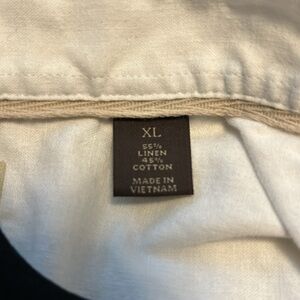 XL
55%
LINEN
45%
COTTON
MADE IN
VIETNAM